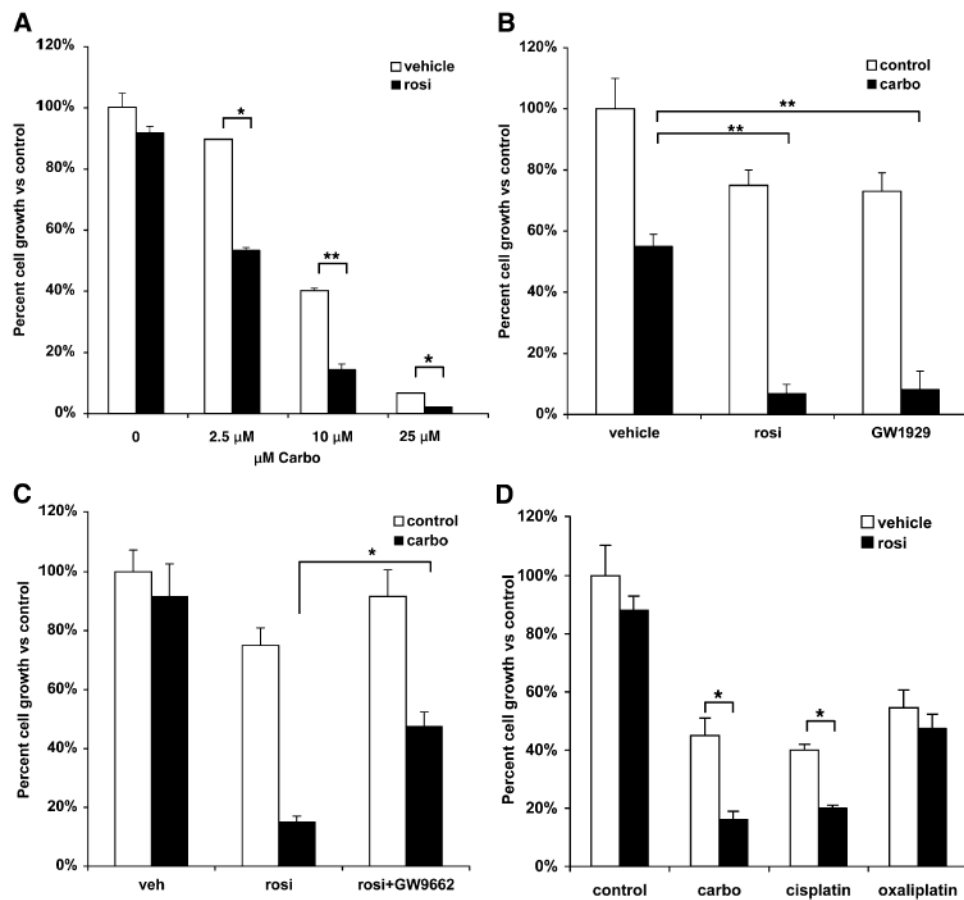 A
120%
100%
80%
60%
40%
20%
0%
Percent cell growth vs control
vehicle
rosi
*
**
*
0 2.5 μM 10 μM 25 μM
μM Carbo
B
120%
100%
80%
60%
40%
20%
0%
Percent cell growth vs control
control
carbo
**
**
vehicle rosi GW1929
C
120%
100%
80%
60%
40%
20%
0%
Percent cell growth vs control
control
carbo
*
veh rosi rosi+GW9662
D
120%
100%
80%
60%
40%
20%
0%
Percent cell growth vs control
vehicle
rosi
*
*
control carbo cisplatin oxaliplatin